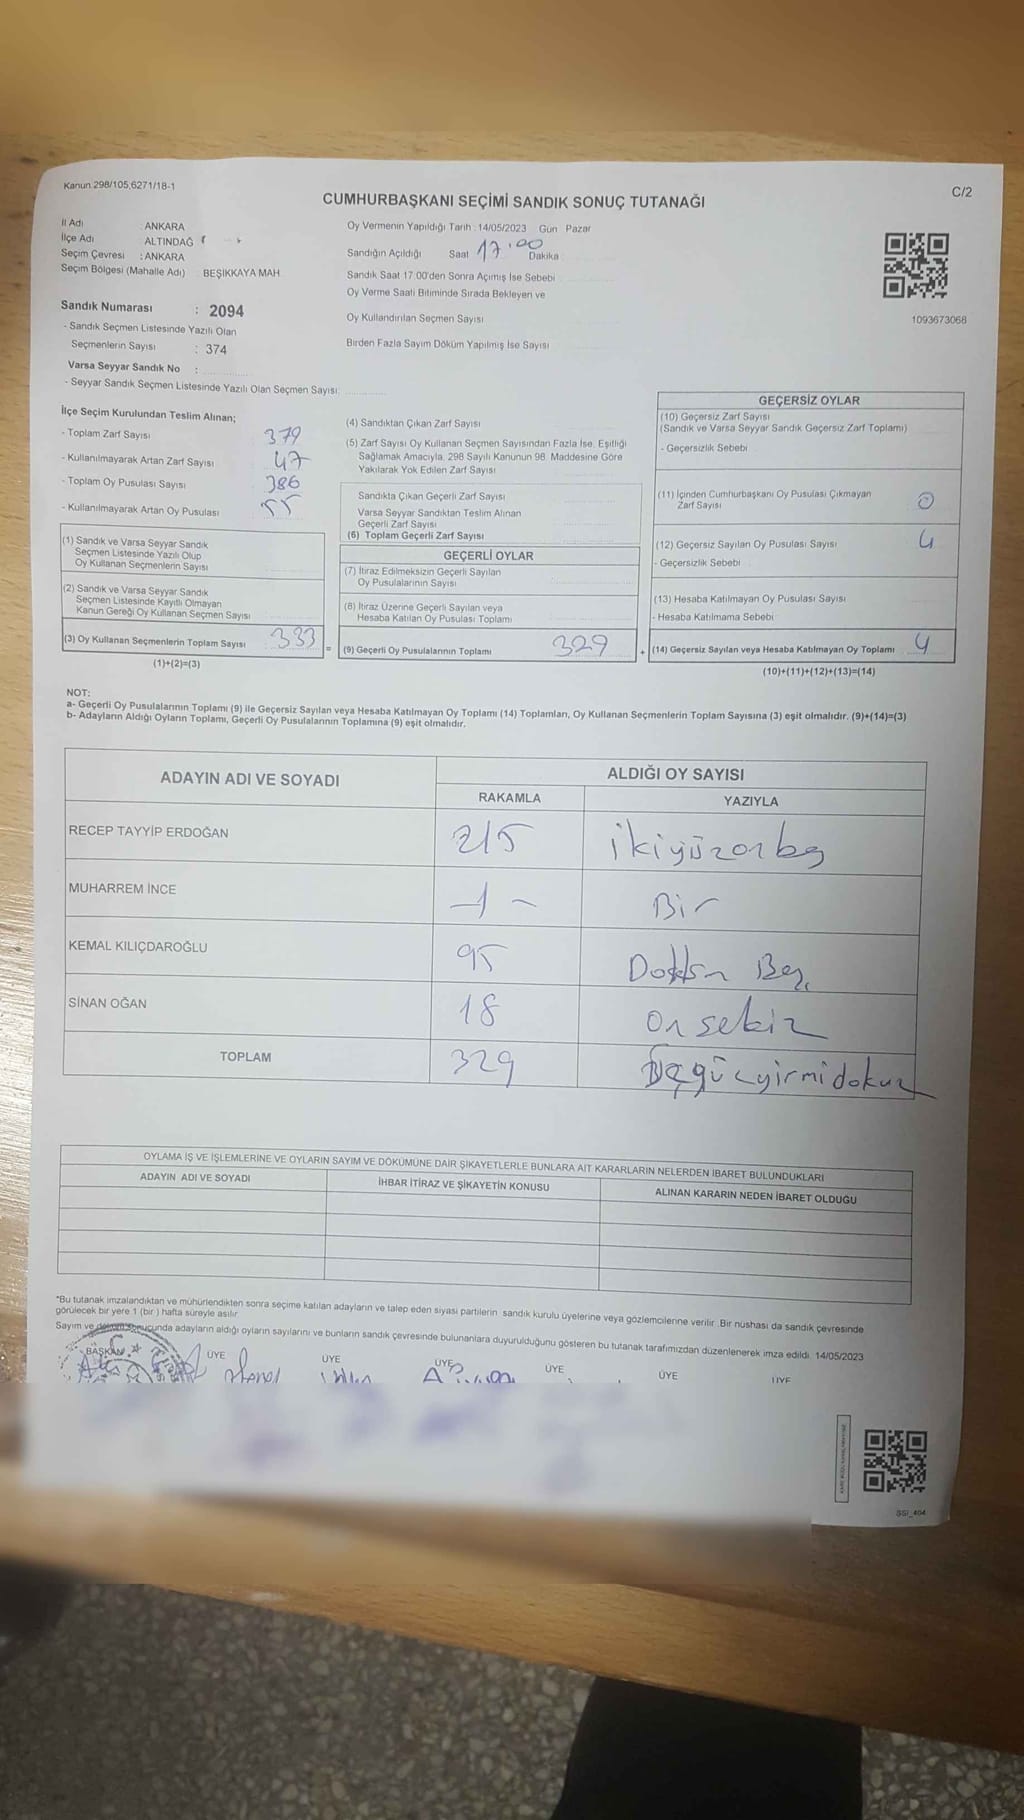 Kanun 298/105,6271/18-1
C/2
CUMHURBAŞKANI SEÇİMİ SANDIK SONUÇ TUTANAĞI
İl Adı : ANKARA
İlçe Adı : ALTINDAĞ
Seçim Çevresi : ANKARA
Seçim Bölgesi (Mahalle Adı) : BEŞİKKAYA MAH
Sandık Numarası : 2094
- Sandık Seçmen Listesinde Yazılı Olan
Seçmenlerin Sayısı : 374
Varsa Seyyar Sandık No :
- Seyyar Sandık Seçmen Listesinde Yazılı Olan Seçmen Sayısı:
Oy Vermenin Yapıldığı Tarih : 14/05/2023 Gün Pazar
Sandığın Açıldığı Saat 17:00 Dakika
Sandık Saat 17.00'den Sonra Açımış İse Sebebi
Oy Verme Saati Bitiminde Sırada Bekleyen ve
Oy Kullandırılan Seçmen Sayısı
Birden Fazla Sayım Döküm Yapılmış İse Sayısı
1093673068
İlçe Seçim Kurulundan Teslim Alınan;
- Toplam Zarf Sayısı 379
- Kullanılmayarak Artan Zarf Sayısı 47
- Toplam Oy Pusulası Sayısı 386
- Kullanılmayarak Artan Oy Pusulası 55
(1) Sandık ve Varsa Seyyar Sandık
Seçmen Listesinde Yazılı Olup
Oy Kullanan Seçmenlerin Sayısı
(2) Sandık ve Varsa Seyyar Sandık
Seçmen Listesinde Kayıtlı Olmayan
Kanun Gereği Oy Kullanan Seçmen Sayısı
(3) Oy Kullanan Seçmenlerin Toplam Sayısı 333
(1)+(2)=(3)
(4) Sandıktan Çıkan Zarf Sayısı
(5) Zarf Sayısı Oy Kullanan Seçmen Sayısından Fazla İse, Eşitliği
Sağlamak Amacıyla, 298 Sayılı Kanunun 98. Maddesine Göre
Yakılarak Yok Edilen Zarf Sayısı
Sandıkta Çıkan Geçerli Zarf Sayısı
Varsa Seyyar Sandıktan Teslim Alınan
Geçerli Zarf Sayısı
(6) Toplam Geçerli Zarf Sayısı
GEÇERLİ OYLAR
(7) İtiraz Edilmeksizin Geçerli Sayılan
Oy Pusulalarının Sayısı
(8) İtiraz Üzerine Geçerli Sayılan veya
Hesaba Katılan Oy Pusulası Toplamı
= (9) Geçerli Oy Pusulalarının Toplamı 329 +
GEÇERSİZ OYLAR
(10) Geçersiz Zarf Sayısı
(Sandık ve Varsa Seyyar Sandık Geçersiz Zarf Toplamı)
- Geçersizlik Sebebi
(11) İçinden Cumhurbaşkanı Oy Pusulası Çıkmayan
Zarf Sayısı 0
(12) Geçersiz Sayılan Oy Pusulası Sayısı 4
- Geçersizlik Sebebi
(13) Hesaba Katılmayan Oy Pusulası Sayısı
- Hesaba Katılmama Sebebi
(14) Geçersiz Sayılan veya Hesaba Katılmayan Oy Toplamı 4
(10)+(11)+(12)+(13)=(14)
NOT:
a- Geçerli Oy Pusulalarının Toplamı (9) ile Geçersiz Sayılan veya Hesaba Katılmayan Oy Toplamı (14) Toplamları, Oy Kullanan Seçmenlerin Toplam Sayısına (3) eşit olmalıdır. (9)+(14)=(3)
b- Adayların Aldığı Oyların Toplamı, Geçerli Oy Pusulalarının Toplamına (9) eşit olmalıdır.
ADAYIN ADI VE SOYADI
ALDIĞI OY SAYISI
RAKAMLA YAZIYLA
RECEP TAYYİP ERDOĞAN 215 ikiyüzonbeş
MUHARREM İNCE -1- Bir
KEMAL KILIÇDAROĞLU 95 Doksan Beş
SİNAN OĞAN 18 on sekiz
TOPLAM 329
OYLAMA İŞ VE İŞLEMLERİNE VE OYLARIN SAYIM VE DÖKÜMÜNE DAİR ŞİKAYETLERLE BUNLARA AİT KARARLARIN NELERDEN İBARET BULUNDUKLARI
ADAYIN ADI VE SOYADI İHBAR İTİRAZ VE ŞİKAYETİN KONUSU ALINAN KARARIN NEDEN İBARET OLDUĞU
*Bu tutanak imzalandıktan ve mühürlendikten sonra seçime katılan adayların ve talep eden siyasi partilerin sandık kurulu üyelerine veya gözlemcilerine verilir. Bir nüshası da sandık çevresinde
görülecek bir yere 1 (bir) hafta süreyle asılır.
Sayım ve döküm sonucunda adayların aldığı oyların sayılarını ve bunların sandık çevresinde bulunanlara duyurulduğunu gösteren bu tutanak tarafımızdan düzenlenerek imza edildi. 14/05/2023
BAŞKAN ÜYE ÜYE ÜYE ÜYE ÜYE ÜYE
SSI_404